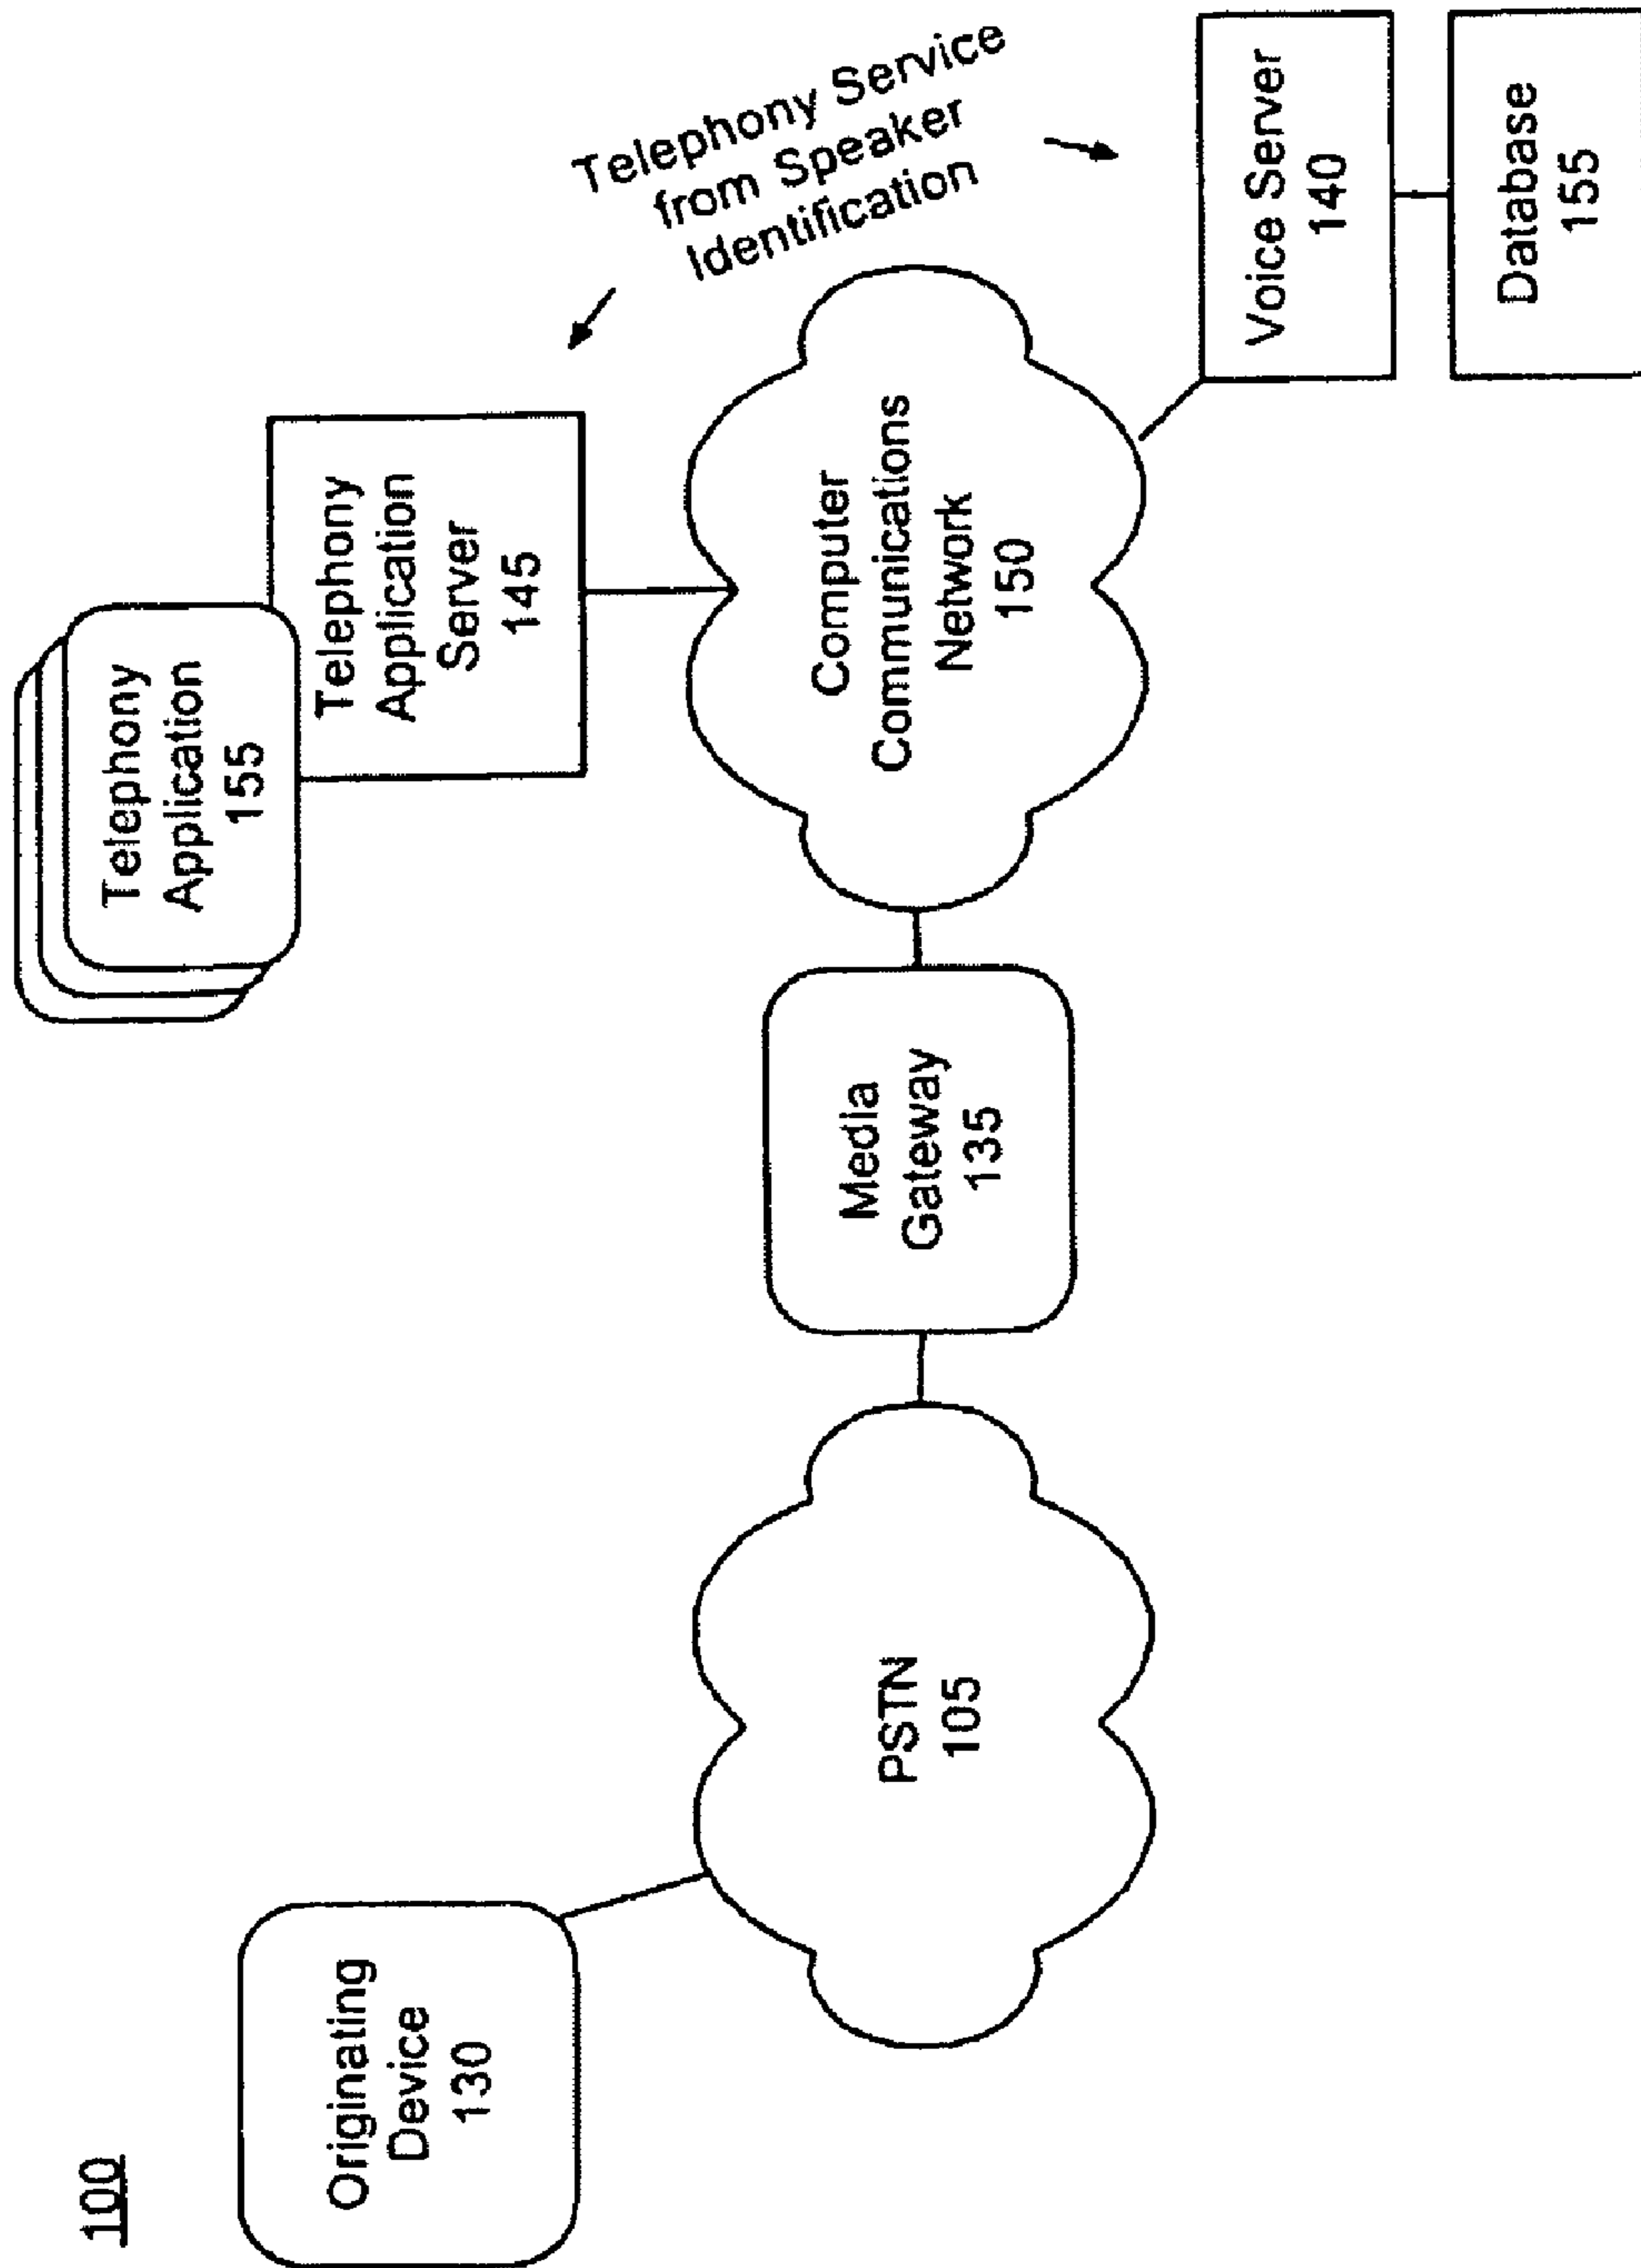 100
Originating
Device
130
PSTN
105
Media
Gateway
135
Telephony
Application
155
Telephony
Application
Server
145
Computer
Communications
Network
150
Telephony Service
from Speaker
Identification
Voice Server
140
Database
155